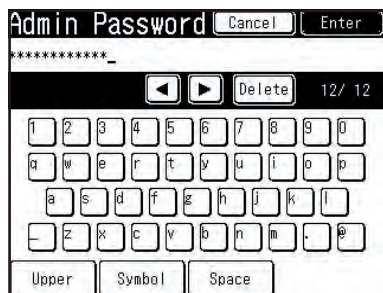 Admin Password Cancel Enter
************_
◀ ▶ Delete 12/ 12
1 2 3 4 5 6 7 8 9 0
q w e r t y u i o p
a s d f g h j k l
_ z x c v b n m . @
Upper Symbol Space